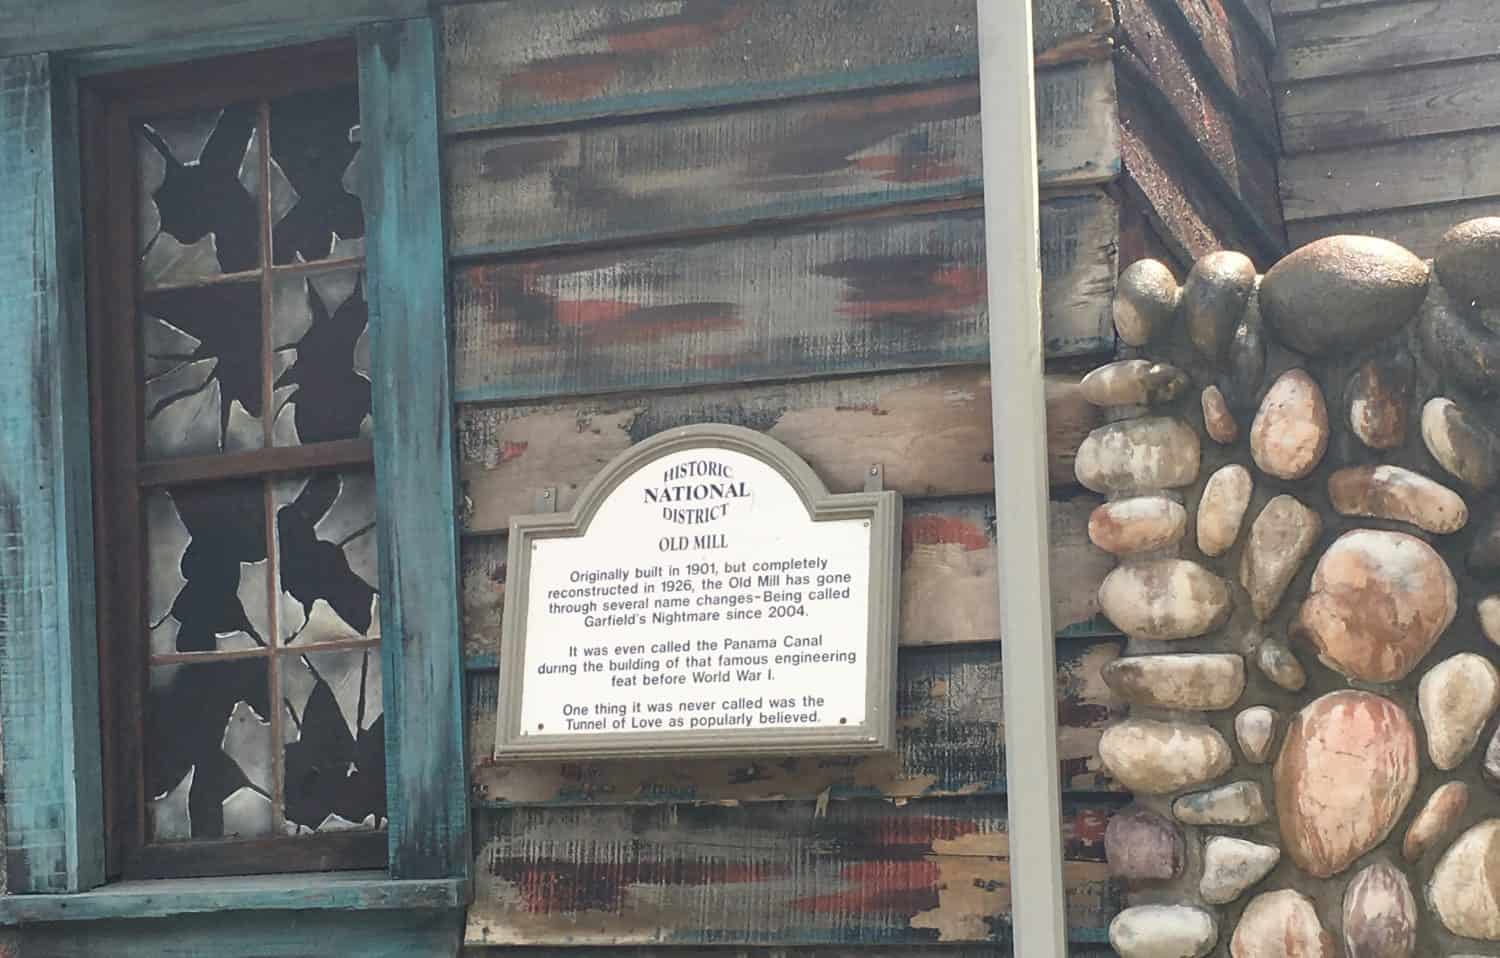 HISTORIC
NATIONAL
DISTRICT
OLD MILL
Originally built in 1901, but completely
reconstructed in 1926, the Old Mill has gone
through several name changes-Being called
Garfield's Nightmare since 2004.
It was even called the Panama Canal
during the building of that famous engineering
feat before World War I.
One thing it was never called was the
Tunnel of Love as popularly believed.